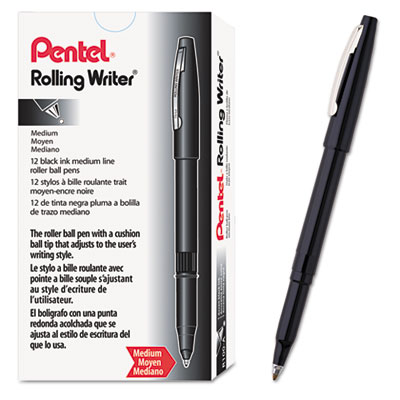 Pentel®
Rolling Writer®
Medium
Moyen
Mediano
12 black ink medium line
roller ball pens
12 stylos à bille roulante trait
moyen-encre noire
12 de tinta negra pluma a bolilla
de trazo mediano
The roller ball pen with a cushion
ball tip that adjusts to the user's
writing style.
Le stylo a bille roulante avec
pointe a bille souple s'ajustant
au style d'ecriture de
l'utilisateur.
El boligrafo con una punta
redonda acolchada que se
ajusta al estilo de escritura del
que lo usa.
Medium
Moyen
Mediano
Pentel® Rolling Writer®
R100-A